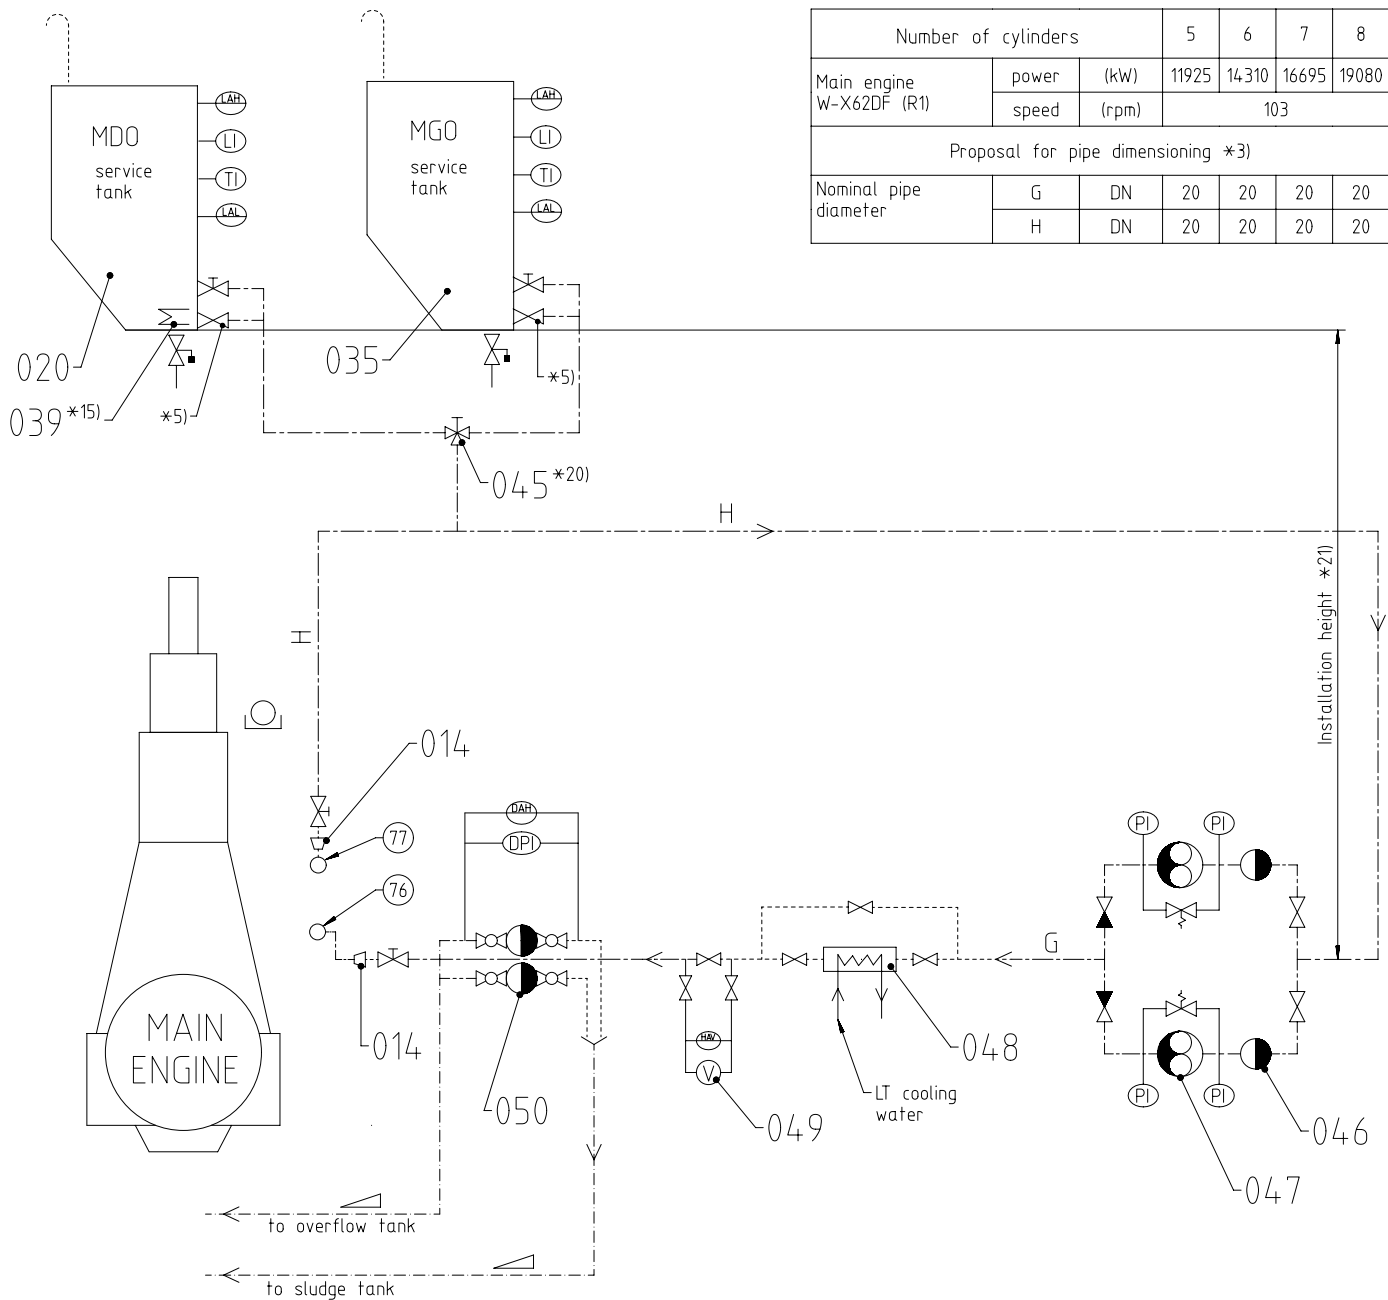 Number of cylinders 5 6 7 8
Main engine W-X62DF (R1) power (kW) 11925 14310 16695 19080
speed (rpm) 103
Proposal for pipe dimensioning *3)
Nominal pipe diameter G DN 20 20 20 20
H DN 20 20 20 20
MDO
service
tank
LAH
LI
TI
LAL
MGO
service
tank
LAH
LI
TI
LAL
020
039 *15)
*5)
035
*5)
045 *20)
H
H
Installation height *21)
014
77
76
DAH
DPI
014
050
MAIN
ENGINE
HAV
V
049
LT cooling
water
048
G
PI
PI
PI
PI
046
047
to overflow tank
to sludge tank